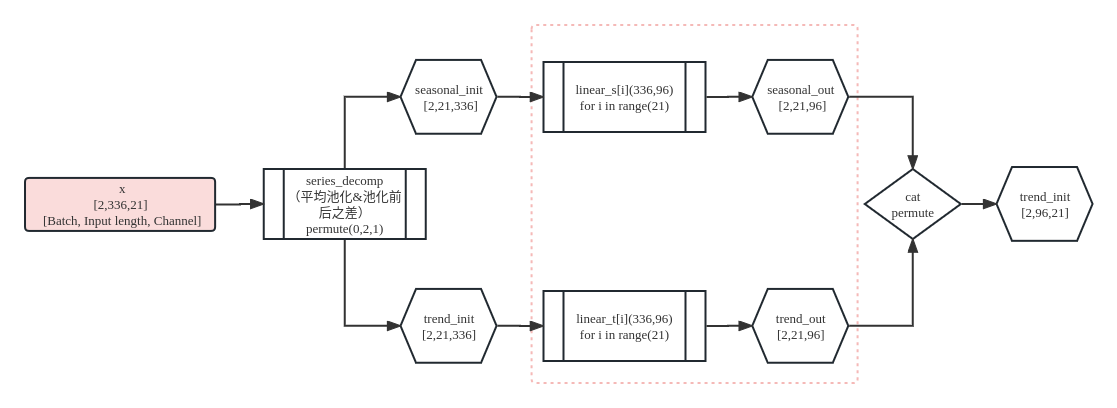 x
[2,336,21]
[Batch, Input length, Channel]
series_decomp
（平均池化&池化前
后之差）
permute(0,2,1)
seasonal_init
[2,21,336]
linear_s[i](336,96)
for i in range(21)
seasonal_out
[2,21,96]
trend_init
[2,21,336]
linear_t[i](336,96)
for i in range(21)
trend_out
[2,21,96]
cat
permute
trend_init
[2,96,21]